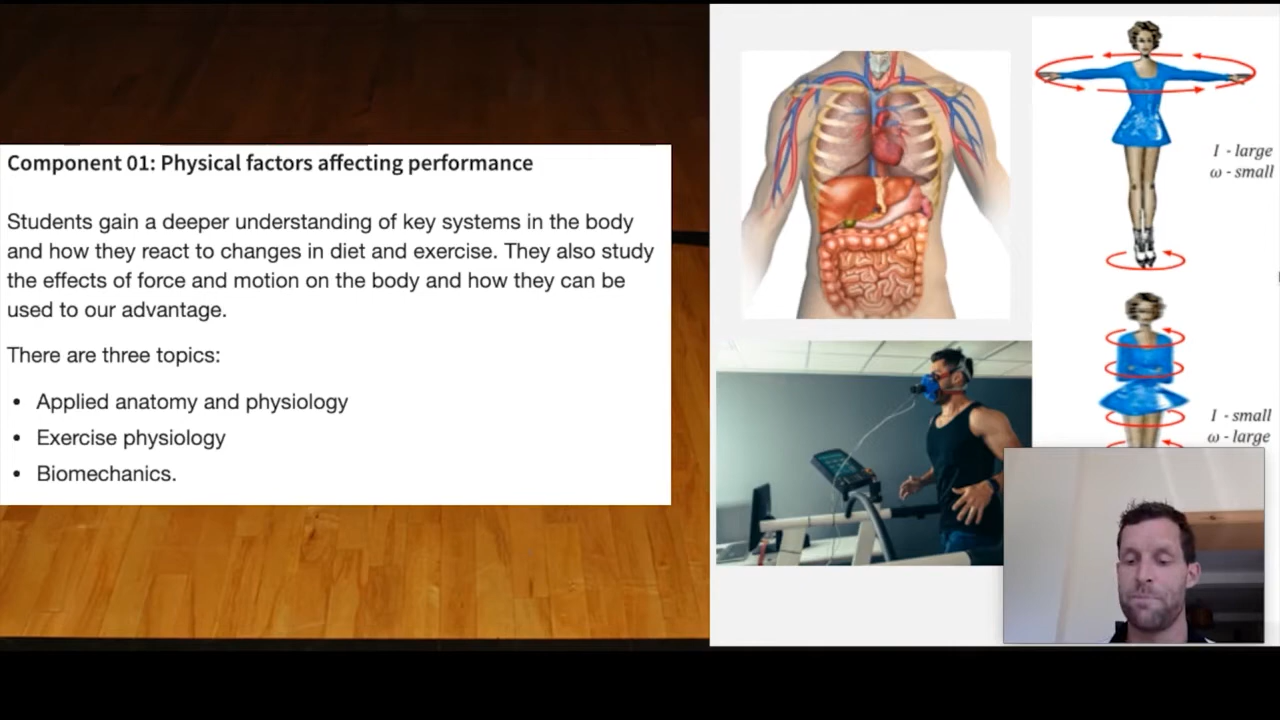 Component 01: Physical factors affecting performance
Students gain a deeper understanding of key systems in the body
and how they react to changes in diet and exercise. They also study
the effects of force and motion on the body and how they can be
used to our advantage.
There are three topics:
• Applied anatomy and physiology
• Exercise physiology
• Biomechanics.
I - large
ω - small
I - small
ω - large